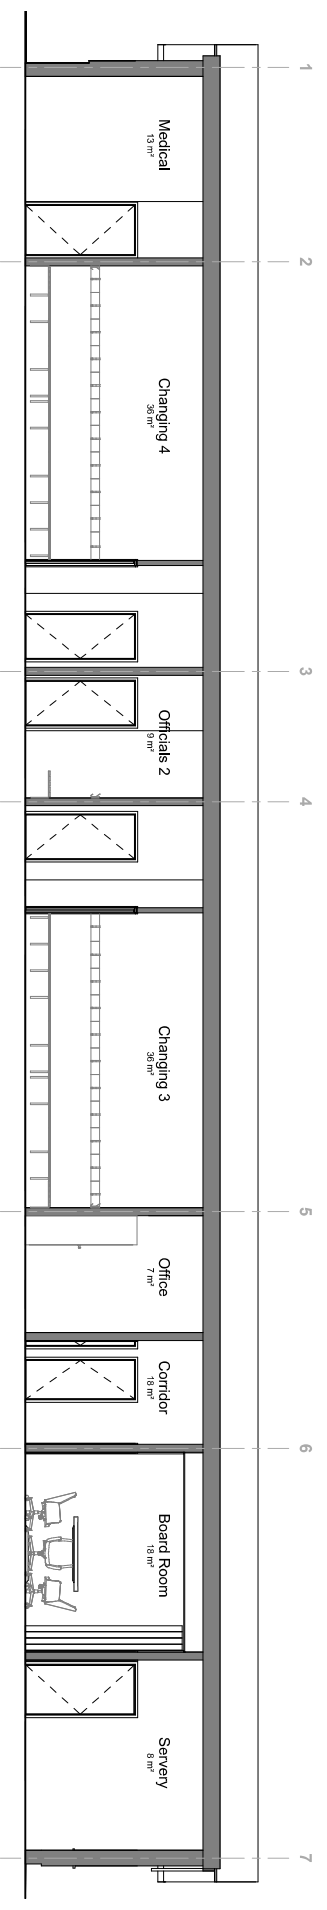 1
2
3
4
5
6
7
Medical
13 m²
Changing 4
36 m²
Officials 2
9 m²
Changing 3
36 m²
Office
7 m²
Corridor
18 m²
Board Room
18 m²
Servery
8 m²